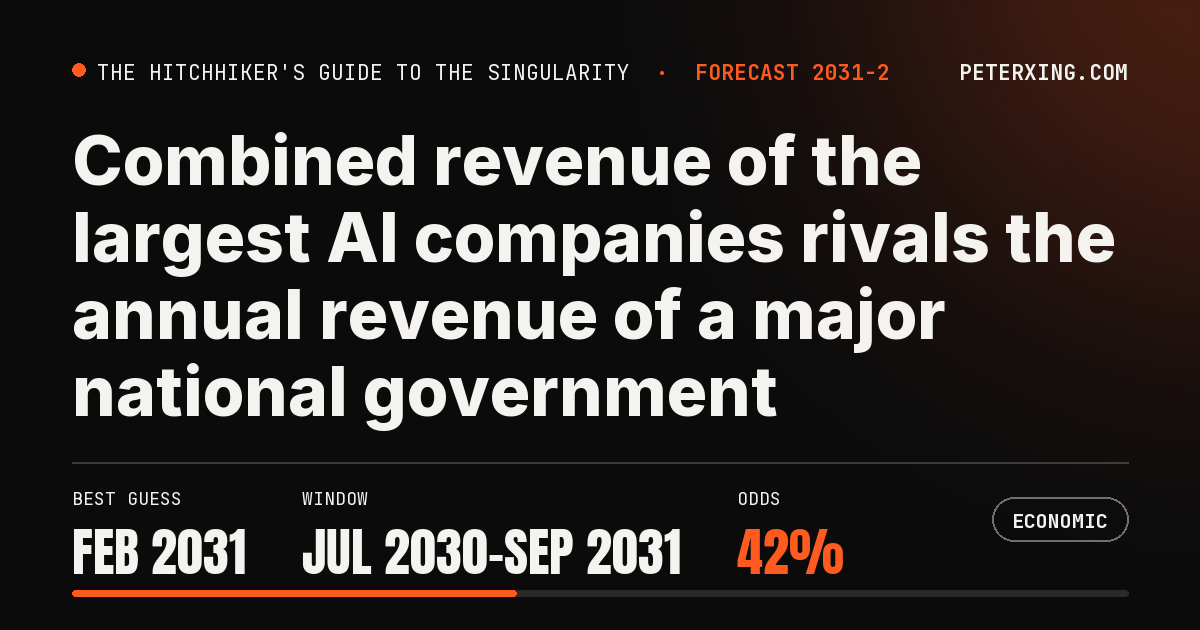 THE HITCHHIKER'S GUIDE TO THE SINGULARITY · FORECAST 2031-2 PETERXING.COM
Combined revenue of the
largest AI companies rivals the
annual revenue of a major
national government
BEST GUESS WINDOW ODDS
FEB 2031 JUL 2030-SEP 2031 42%
ECONOMIC